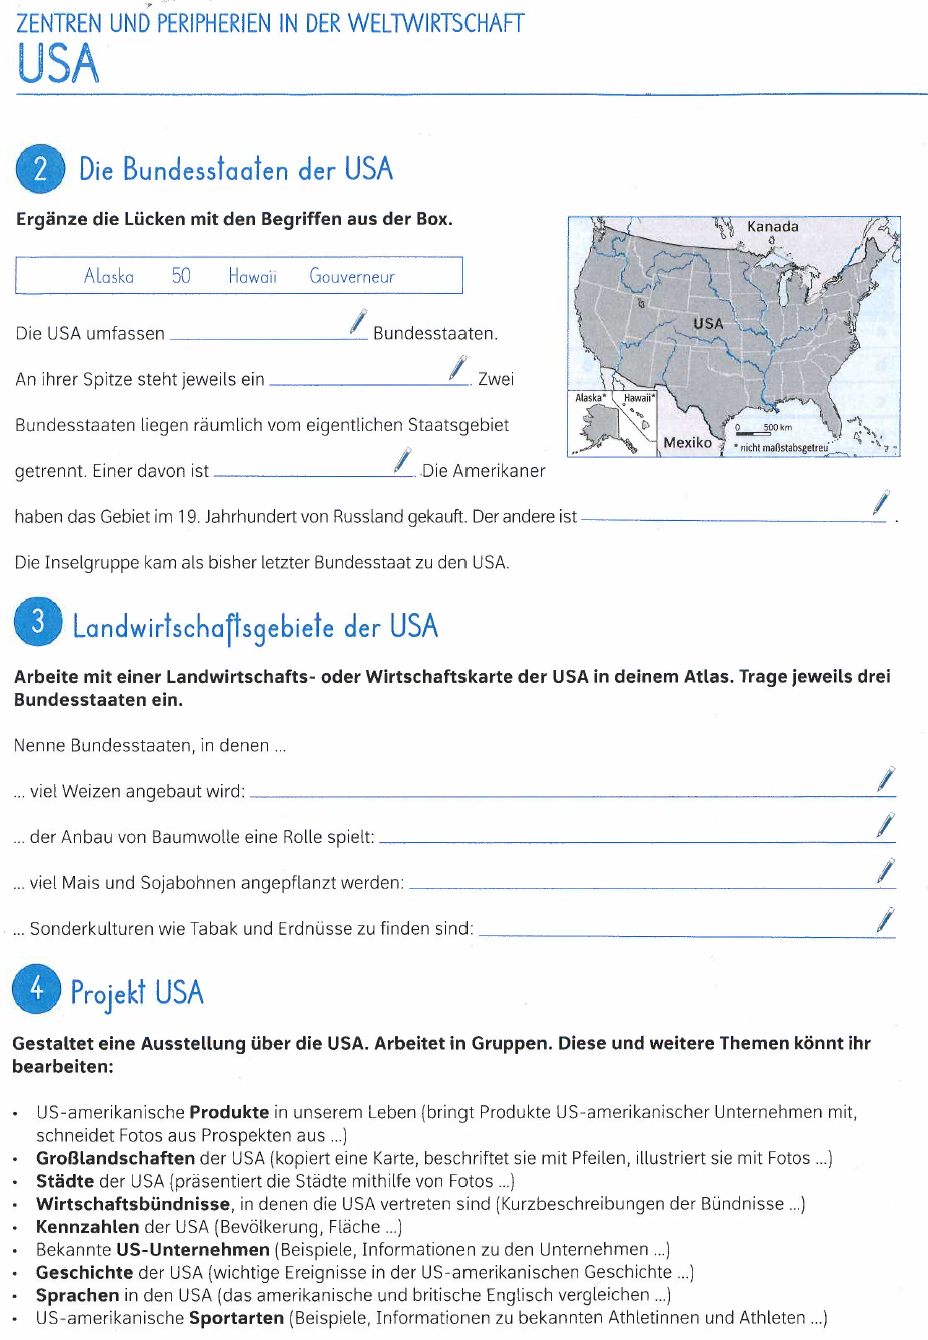 ZENTREN UND PERIPHERIEN IN DER WELTWIRTSCHAFT
USA
2 Die Bundesstaaten der USA
Ergänze die Lücken mit den Begriffen aus der Box.
Alaska 50 Hawaii Gouverneur
Die USA umfassen Bundesstaaten.
An ihrer Spitze steht jeweils ein . Zwei
Bundesstaaten liegen räumlich vom eigentlichen Staatsgebiet
getrennt. Einer davon ist . Die Amerikaner
haben das Gebiet im 19. Jahrhundert von Russland gekauft. Der andere ist .
Die Inselgruppe kam als bisher letzter Bundesstaat zu den USA.
Kanada
USA
Alaska* Hawaii*
Mexiko
0 500 km
* nicht maßstabsgetreu
3 Landwirtschaftsgebiete der USA
Arbeite mit einer Landwirtschafts- oder Wirtschaftskarte der USA in deinem Atlas. Trage jeweils drei
Bundesstaaten ein.
Nenne Bundesstaaten, in denen ...
... viel Weizen angebaut wird:
... der Anbau von Baumwolle eine Rolle spielt:
... viel Mais und Sojabohnen angepflanzt werden:
... Sonderkulturen wie Tabak und Erdnüsse zu finden sind:
4 Projekt USA
Gestaltet eine Ausstellung über die USA. Arbeitet in Gruppen. Diese und weitere Themen könnt ihr
bearbeiten:
• US-amerikanische Produkte in unserem Leben (bringt Produkte US-amerikanischer Unternehmen mit,
schneidet Fotos aus Prospekten aus ...)
• Großlandschaften der USA (kopiert eine Karte, beschriftet sie mit Pfeilen, illustriert sie mit Fotos ...)
• Städte der USA (präsentiert die Städte mithilfe von Fotos ...)
• Wirtschaftsbündnisse, in denen die USA vertreten sind (Kurzbeschreibungen der Bündnisse ...)
• Kennzahlen der USA (Bevölkerung, Fläche ...)
• Bekannte US-Unternehmen (Beispiele, Informationen zu den Unternehmen ...)
• Geschichte der USA (wichtige Ereignisse in der US-amerikanischen Geschichte ...)
• Sprachen in den USA (das amerikanische und britische Englisch vergleichen ...)
• US-amerikanische Sportarten (Beispiele, Informationen zu bekannten Athletinnen und Athleten ...)